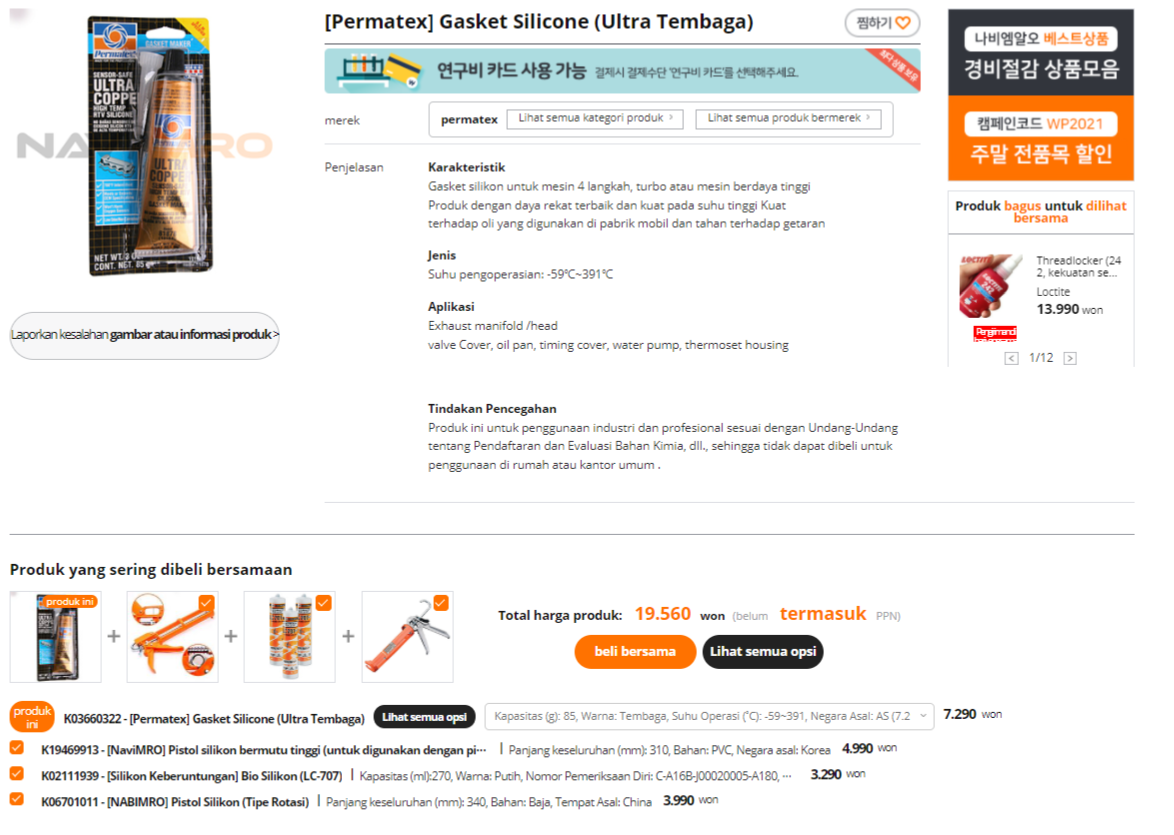 [Permatex] Gasket Silicone (Ultra Tembaga)
찜하기
연구비 카드 사용 가능 결제시 결제수단 '연구비 카드'를 선택해주세요.
merek
permatex Lihat semua kategori produk > Lihat semua produk bermerek >
Penjelasan
Karakteristik
Gasket silikon untuk mesin 4 langkah, turbo atau mesin berdaya tinggi
Produk dengan daya rekat terbaik dan kuat pada suhu tinggi Kuat
terhadap oli yang digunakan di pabrik mobil dan tahan terhadap getaran
Jenis
Suhu pengoperasian: -59℃~391℃
Aplikasi
Exhaust manifold /head
valve Cover, oil pan, timing cover, water pump, thermoset housing
Tindakan Pencegahan
Produk ini untuk penggunaan industri dan profesional sesuai dengan Undang-Undang
tentang Pendaftaran dan Evaluasi Bahan Kimia, dll., sehingga tidak dapat dibeli untuk
penggunaan di rumah atau kantor umum .
Permatex
GASKET MAKER
SENSOR-SAFE
ULTRA
COPPE
HIGH TEMP
RTV SILICONE
ULTRA
COPPE
NET WT. 3
CONT. NET. 85
Laporkan kesalahan gambar atau informasi produk >
나비엠알오 베스트상품
경비절감 상품모음
캠페인코드 WP2021
주말 전품목 할인
Produk bagus untuk dilihat
bersama
LOCTITE
242
Threadlocker (24
2, kekuatan se...
Loctite
13.990 won
< 1/12 >
Produk yang sering dibeli bersamaan
produk ini
+ + +
Total harga produk: 19.560 won (belum termasuk PPN)
beli bersama Lihat semua opsi
produk
ini
K03660322 - [Permatex] Gasket Silicone (Ultra Tembaga) Lihat semua opsi Kapasitas (g): 85, Warna: Tembaga, Suhu Operasi (℃): -59~391, Negara Asal: AS (7.2 7.290 won
K19469913 - [NaviMRO] Pistol silikon bermutu tinggi (untuk digunakan dengan pi··· | Panjang keseluruhan (mm): 310, Bahan: PVC, Negara asal: Korea 4.990 won
K02111939 - [Silikon Keberuntungan] Bio Silikon (LC-707) | Kapasitas (ml):270, Warna: Putih, Nomor Pemeriksaan Diri: C-A16B-J00020005-A180, ··· 3.290 won
K06701011 - [NABIMRO] Pistol Silikon (Tipe Rotasi) | Panjang keseluruhan (mm): 340, Bahan: Baja, Tempat Asal: China 3.990 won